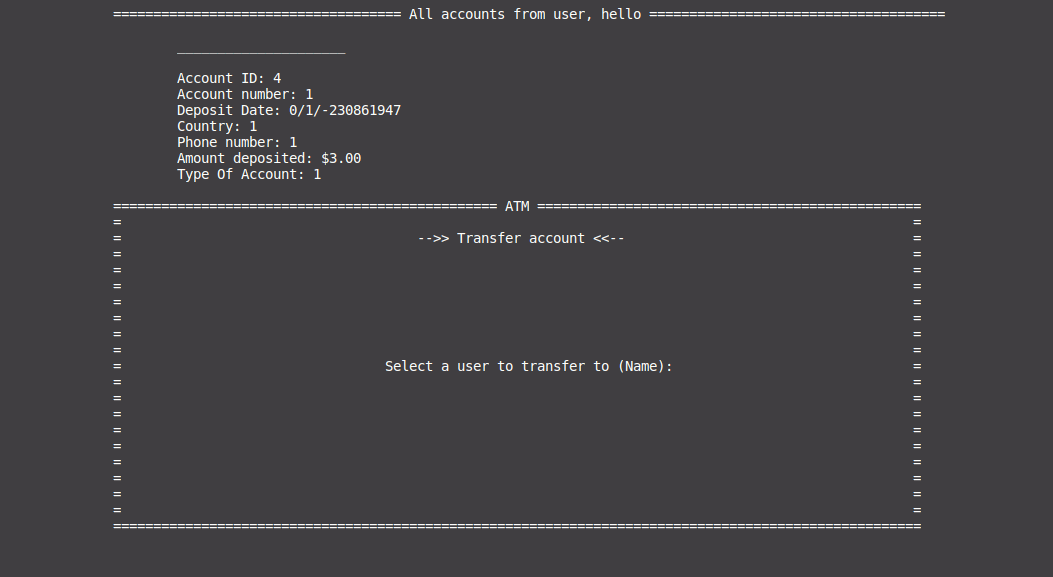 ==================================== All accounts from user, hello =====================================
_____________________
Account ID: 4
Account number: 1
Deposit Date: 0/1/-230861947
Country: 1
Phone number: 1
Amount deposited: $3.00
Type Of Account: 1
================================================ ATM ================================================
= =
= -->> Transfer account <<-- =
= =
= =
= =
= =
= =
= =
= =
= Select a user to transfer to (Name): =
= =
= =
= =
= =
= =
= =
= =
= =
= =
=====================================================================================================